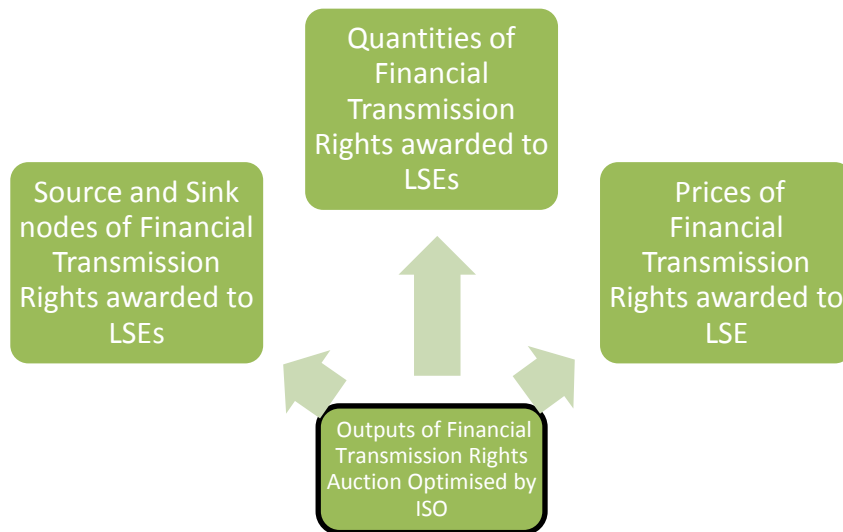 Quantities of
Financial
Transmission
Rights awarded to
LSEs
Source and Sink
nodes of Financial
Transmission
Rights awarded to
LSEs
Prices of
Financial
Transmission
Rights awarded to
LSE
Outputs of Financial
Transmission Rights
Auction Optimised by
ISO